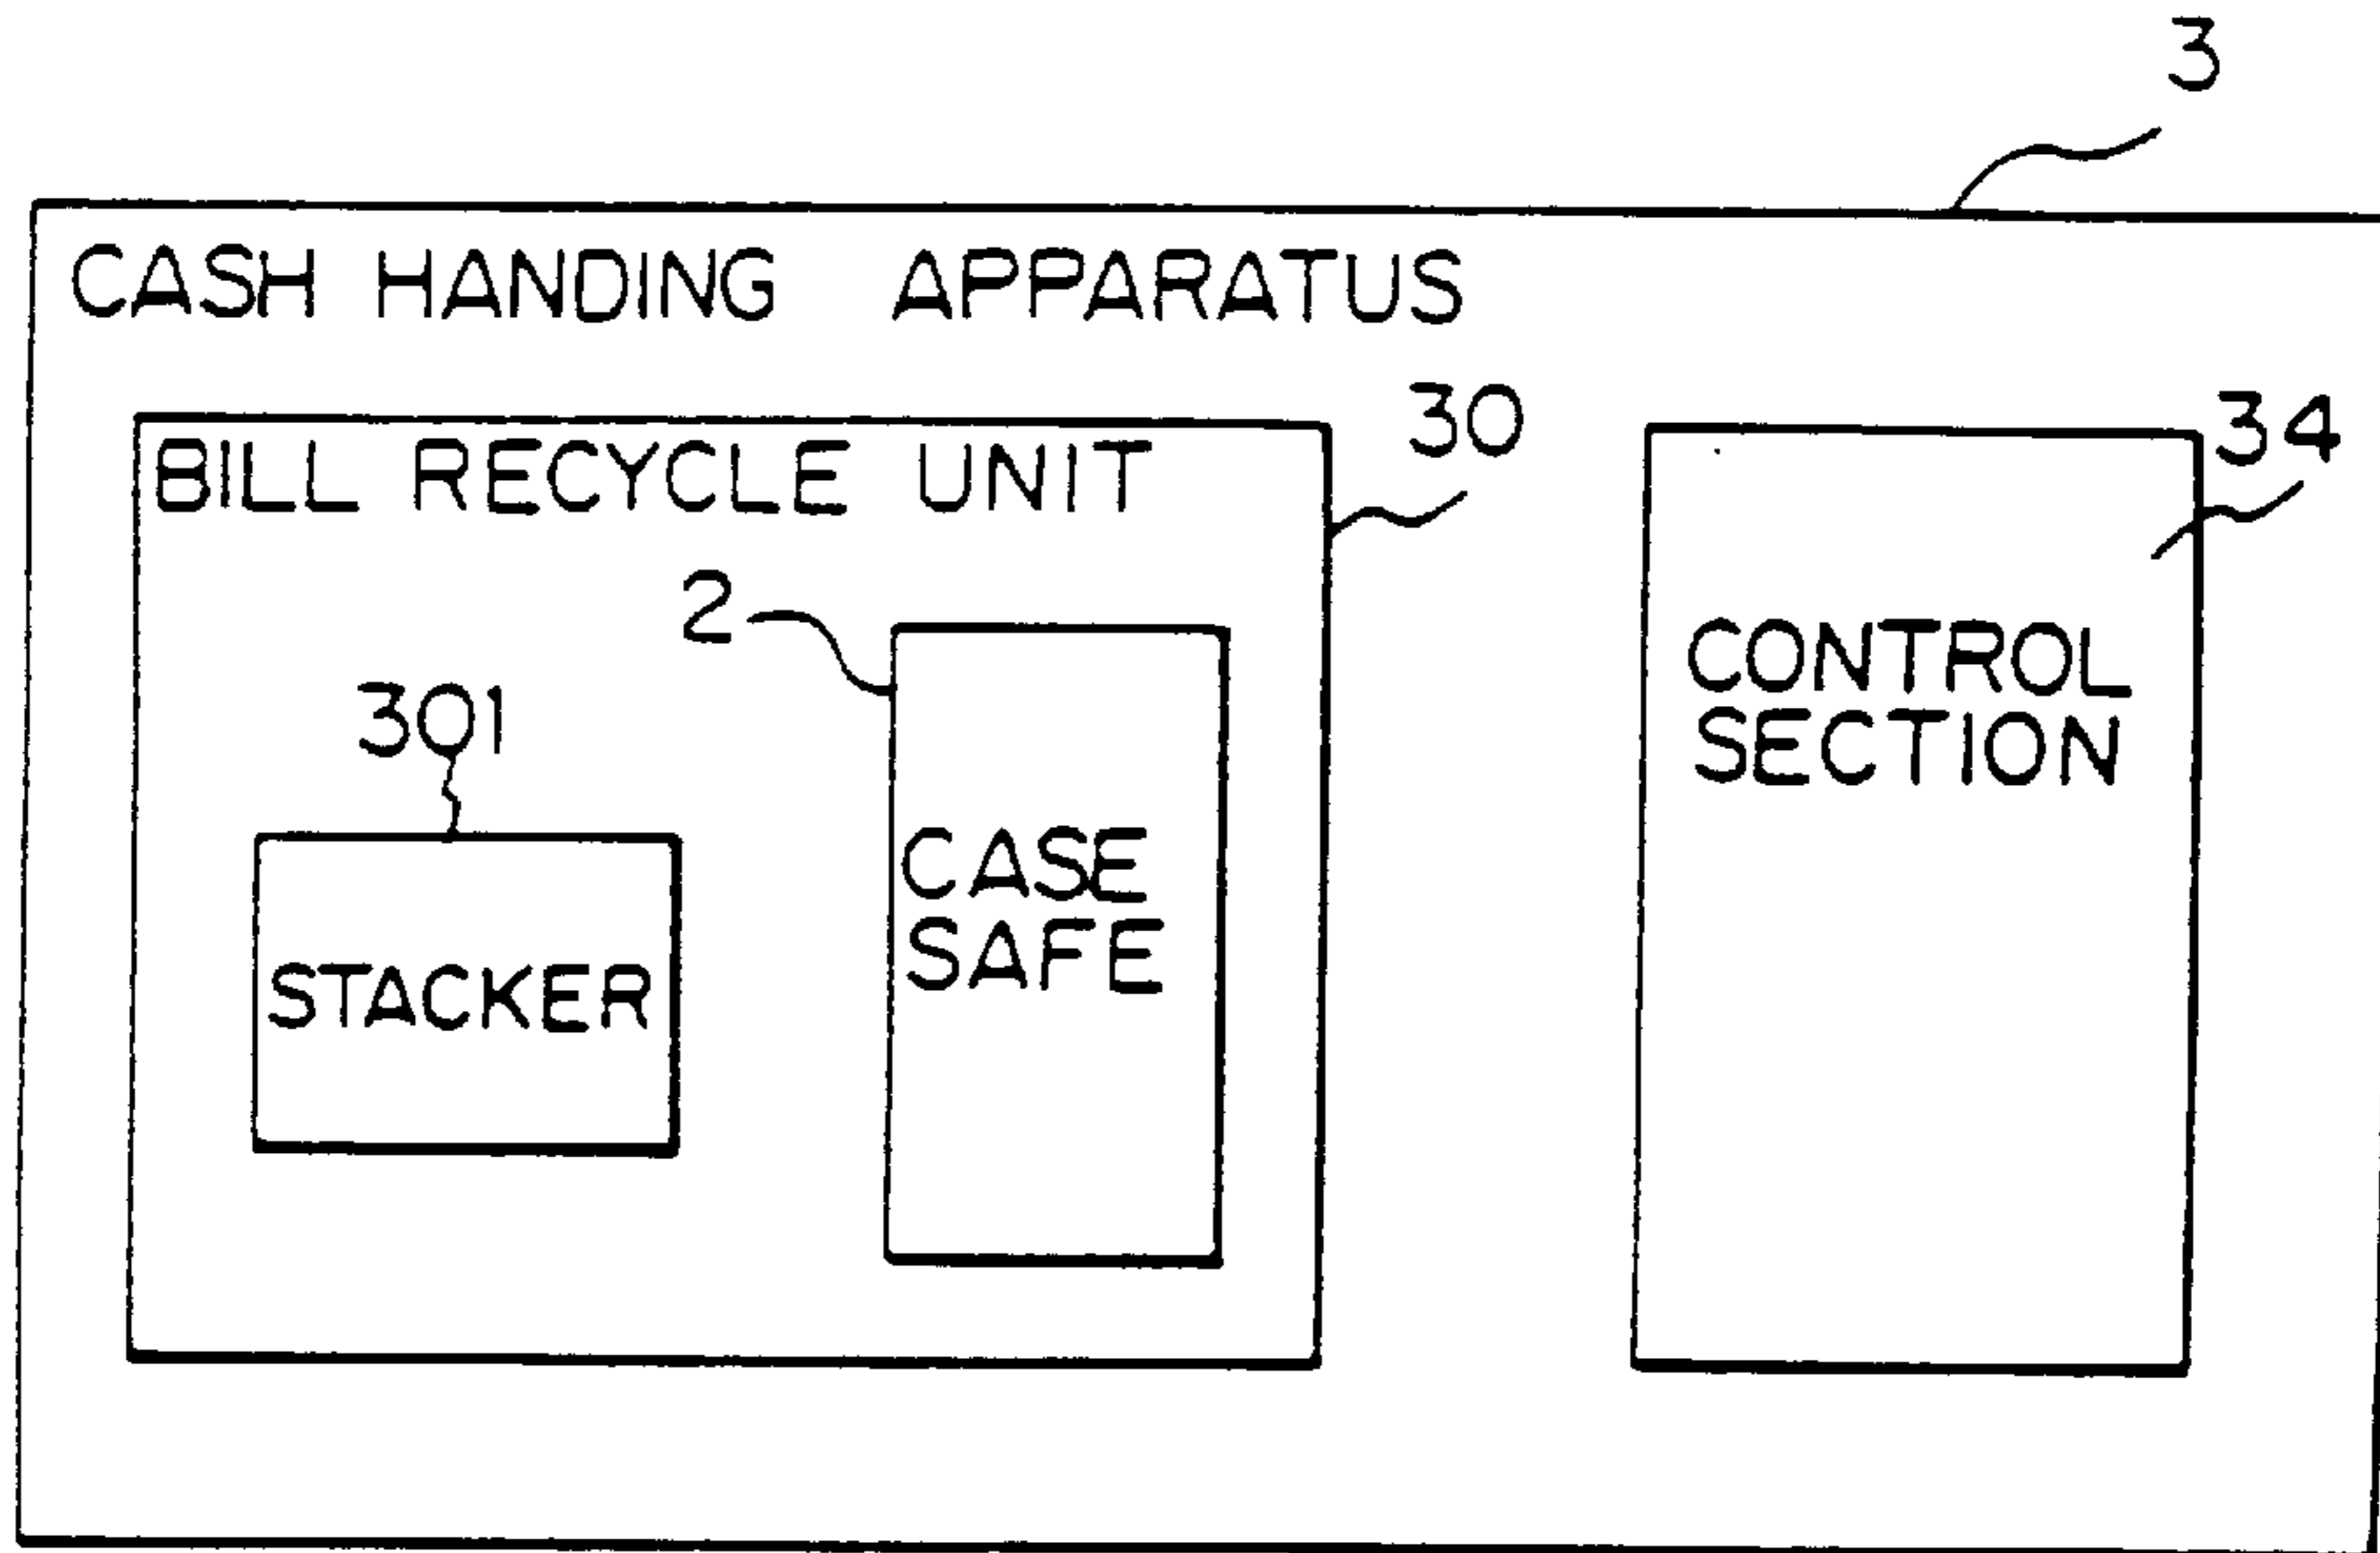 3
CASH HANDING APPARATUS
30
34
BILL RECYCLE UNIT
2
301
CONTROL
SECTION
CASE
SAFE
STACKER